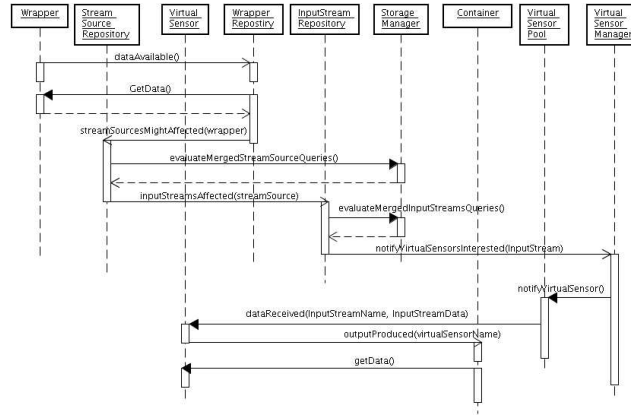 Wrapper
Stream
Source
Repository
Virtual
Sensor
Wrapper
Repostiry
InputStream
Repository
Storage
Manager
Container
Virtual
Sensor
Pool
Virtual
Sensor
Manager
dataAvailable()
GetData()
streamSourcesMightAffected(wrapper)
evaluateMergedStreamSourceQueries()
inputStreamsAffected(streamSource)
evaluateMergedInputStreamsQueries()
notifyVirtualSensorsInterested(InputStream)
notifyVirtualSensor()
dataReceived(InputStreamName, InputStreamData)
outputProduced(virtualSensorName)
getData()